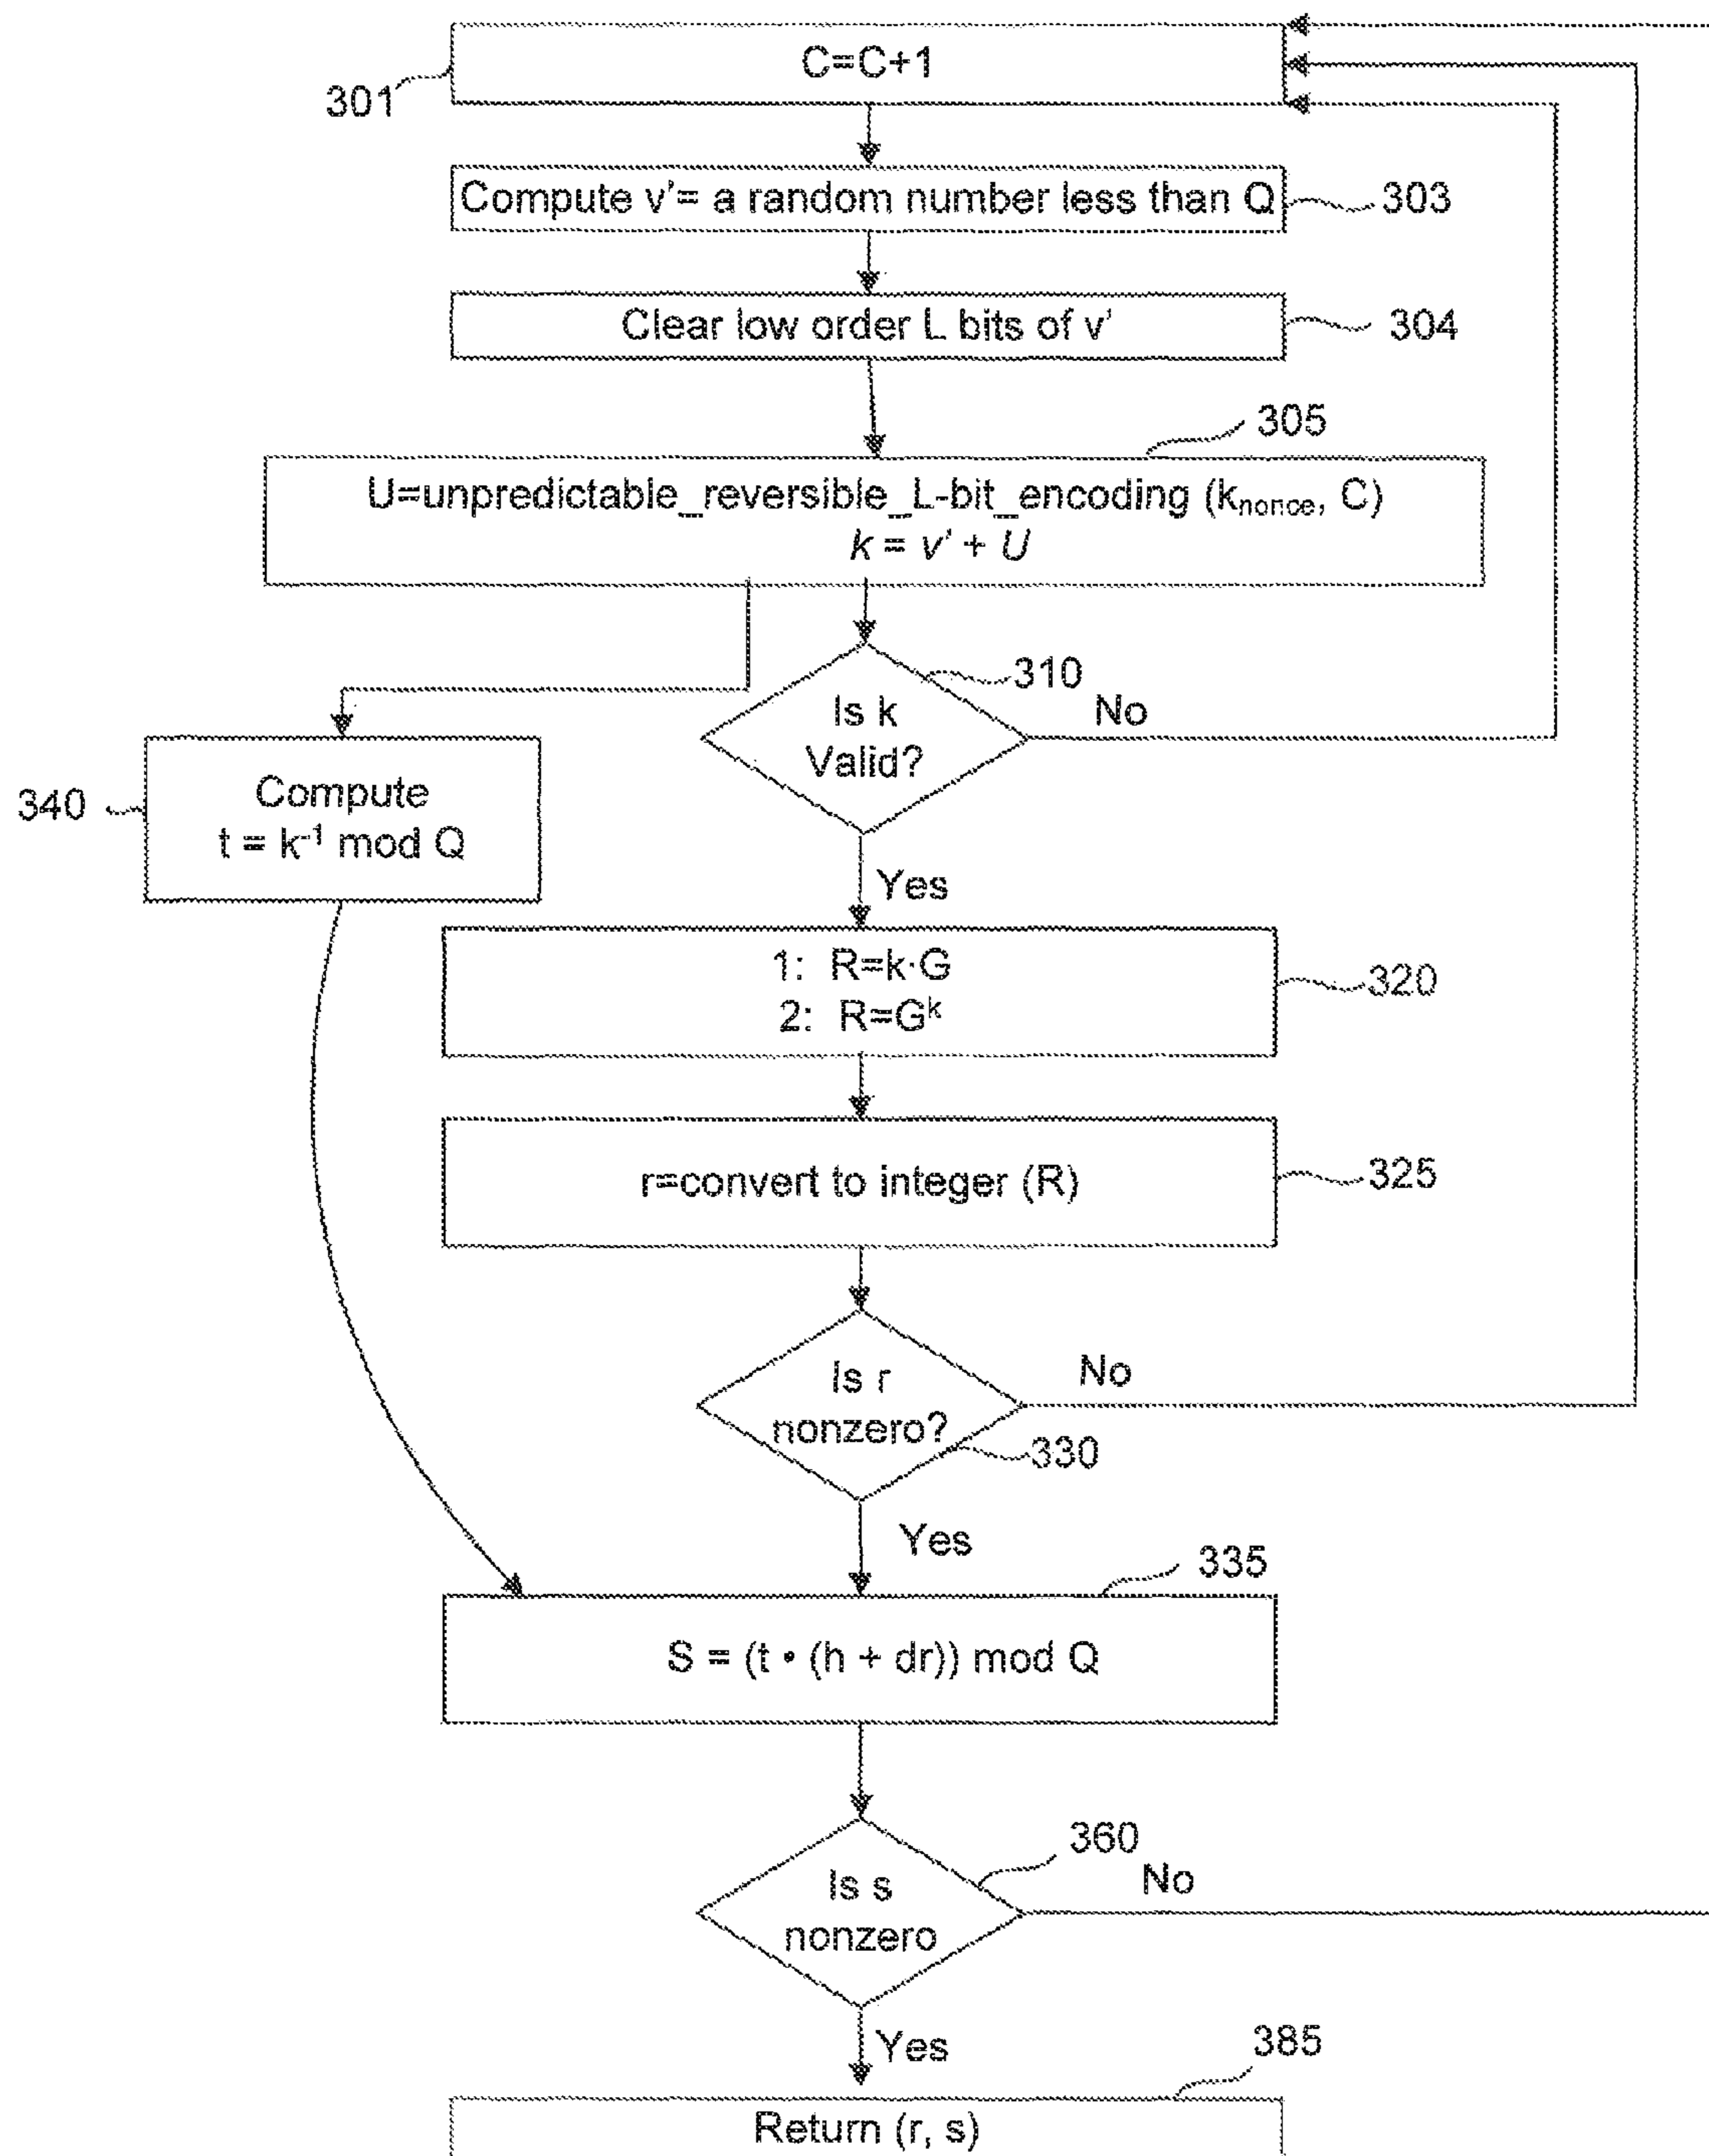 C=C+1
301
Compute v'= a random number less than Q
303
Clear low order L bits of v'
304
305
U=unpredictable_reversible_L-bit_encoding (knonce, C)
k = v' + U
310
Is k
Valid?
No
340
Compute
t = k⁻¹ mod Q
Yes
1: R=k·G
2: R=Gᵏ
320
r=convert to integer (R)
325
Is r
nonzero?
No
330
Yes
335
S = (t • (h + dr)) mod Q
360
Is s
nonzero
No
Yes
385
Return (r, s)